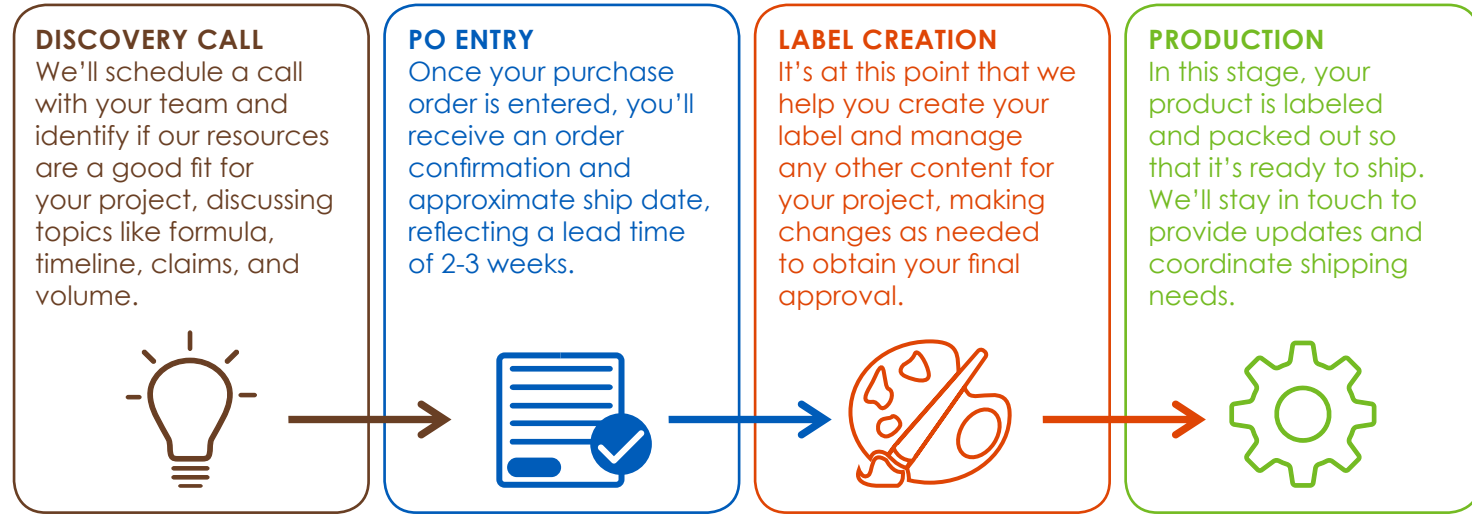 DISCOVERY CALL
We’ll schedule a call
with your team and
identify if our resources
are a good fit for
your project, discussing
topics like formula,
timeline, claims, and
volume.
PO ENTRY
Once your purchase
order is entered, you’ll
receive an order
confirmation and
approximate ship date,
reflecting a lead time
of 2-3 weeks.
LABEL CREATION
It’s at this point that we
help you create your
label and manage
any other content for
your project, making
changes as needed
to obtain your final
approval.
PRODUCTION
In this stage, your
product is labeled
and packed out so
that it’s ready to ship.
We’ll stay in touch to
provide updates and
coordinate shipping
needs.